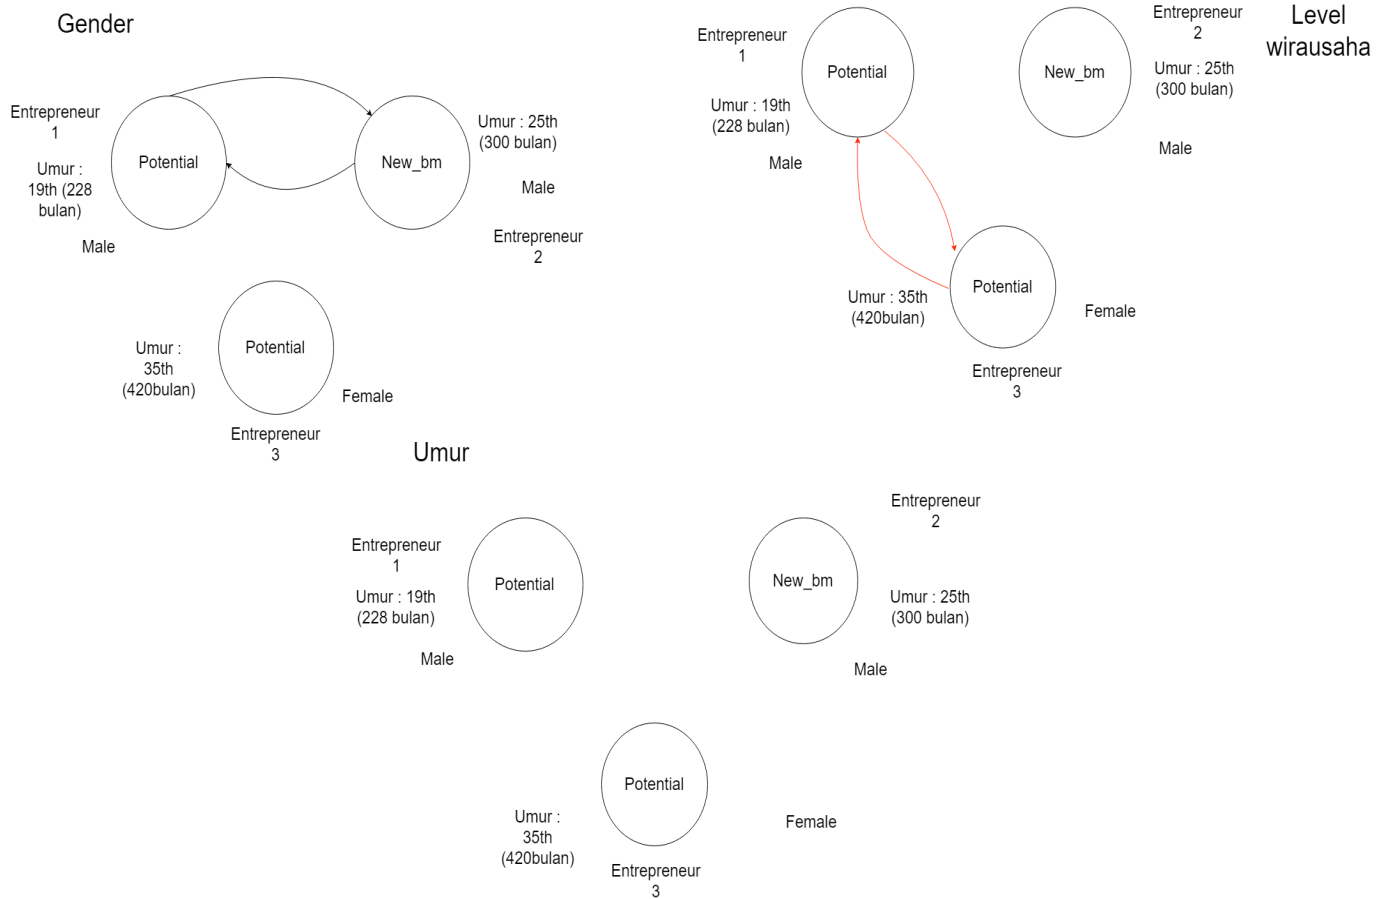 Gender
Entrepreneur
1
Umur :
19th (228
bulan)
Male
Potential
New_bm
Umur : 25th
(300 bulan)
Male
Entrepreneur
2
Umur :
35th
(420bulan)
Potential
Female
Entrepreneur
3
Level
wirausaha
Entrepreneur
1
Umur : 19th
(228 bulan)
Male
Potential
New_bm
Entrepreneur
2
Umur : 25th
(300 bulan)
Male
Umur : 35th
(420bulan)
Potential
Female
Entrepreneur
3
Umur
Entrepreneur
1
Umur : 19th
(228 bulan)
Male
Potential
New_bm
Entrepreneur
2
Umur : 25th
(300 bulan)
Male
Potential
Umur :
35th
(420bulan)
Female
Entrepreneur
3